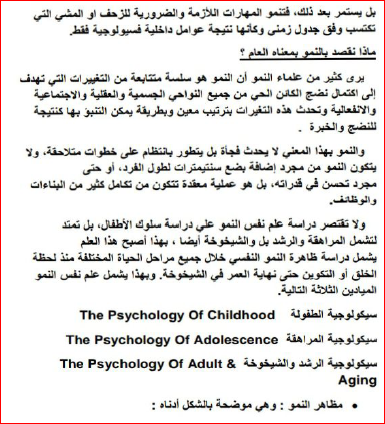 بل يستمر بعد ذلك، فتنمو المهارات اللازمة والضرورية للزحف او المشي التي
تكتسب وفق جدول زمني وكأنها نتيجة عوامل داخلية فسيولوجية فقط.
ماذا نقصد بالنمو بمعناه العام ؟
يرى كثير من علماء النمو أن النمو هو سلسة متتابعة من التغييرات التي تهدف
إلى اكتمال نضج الكائن الحي من جميع النواحي الجسمية والعقلية والاجتماعية
والانفعالية وتحدث هذه التغيرات بترتيب معين وبطريقة يمكن التنبؤ بها كنتيجة
للنضج والخبرة .
والنمو بهذا المعني لا يحدث فجأة بل يتطور بانتظام على خطوات متلاحقة، ولا
يتكون النمو من مجرد إضافة بضع سنتيمترات لطول الفرد، أو حتى
مجرد تحسن في قدراته، بل هو عملية معقدة تتكون من تكامل كثير من البناءات
والوظائف.
ولا تقتصر دراسة علم نفس النمو علي دراسة سلوك الأطفال، بل تمتد
لتشمل المراهقة والرشد بل والشيخوخة أيضا ، بهذا أصبح هذا العلم
يشمل دراسة ظاهرة النمو النفسي خلال جميع مراحل الحياة المختلفة منذ لحظة
الخلق أو التكوين حتى نهاية العمر في الشيخوخة. وبهذا يشمل علم نفس النمو
الميادين الثلاثة التالية.
سيكولوجية الطفولة The Psychology Of Childhood
سيكولوجية المراهقة The Psychology Of Adolescence
سيكولوجية الرشد والشيخوخة The Psychology Of Adult &
Aging
• مظاهر النمو : وهي موضحة بالشكل أدناه :